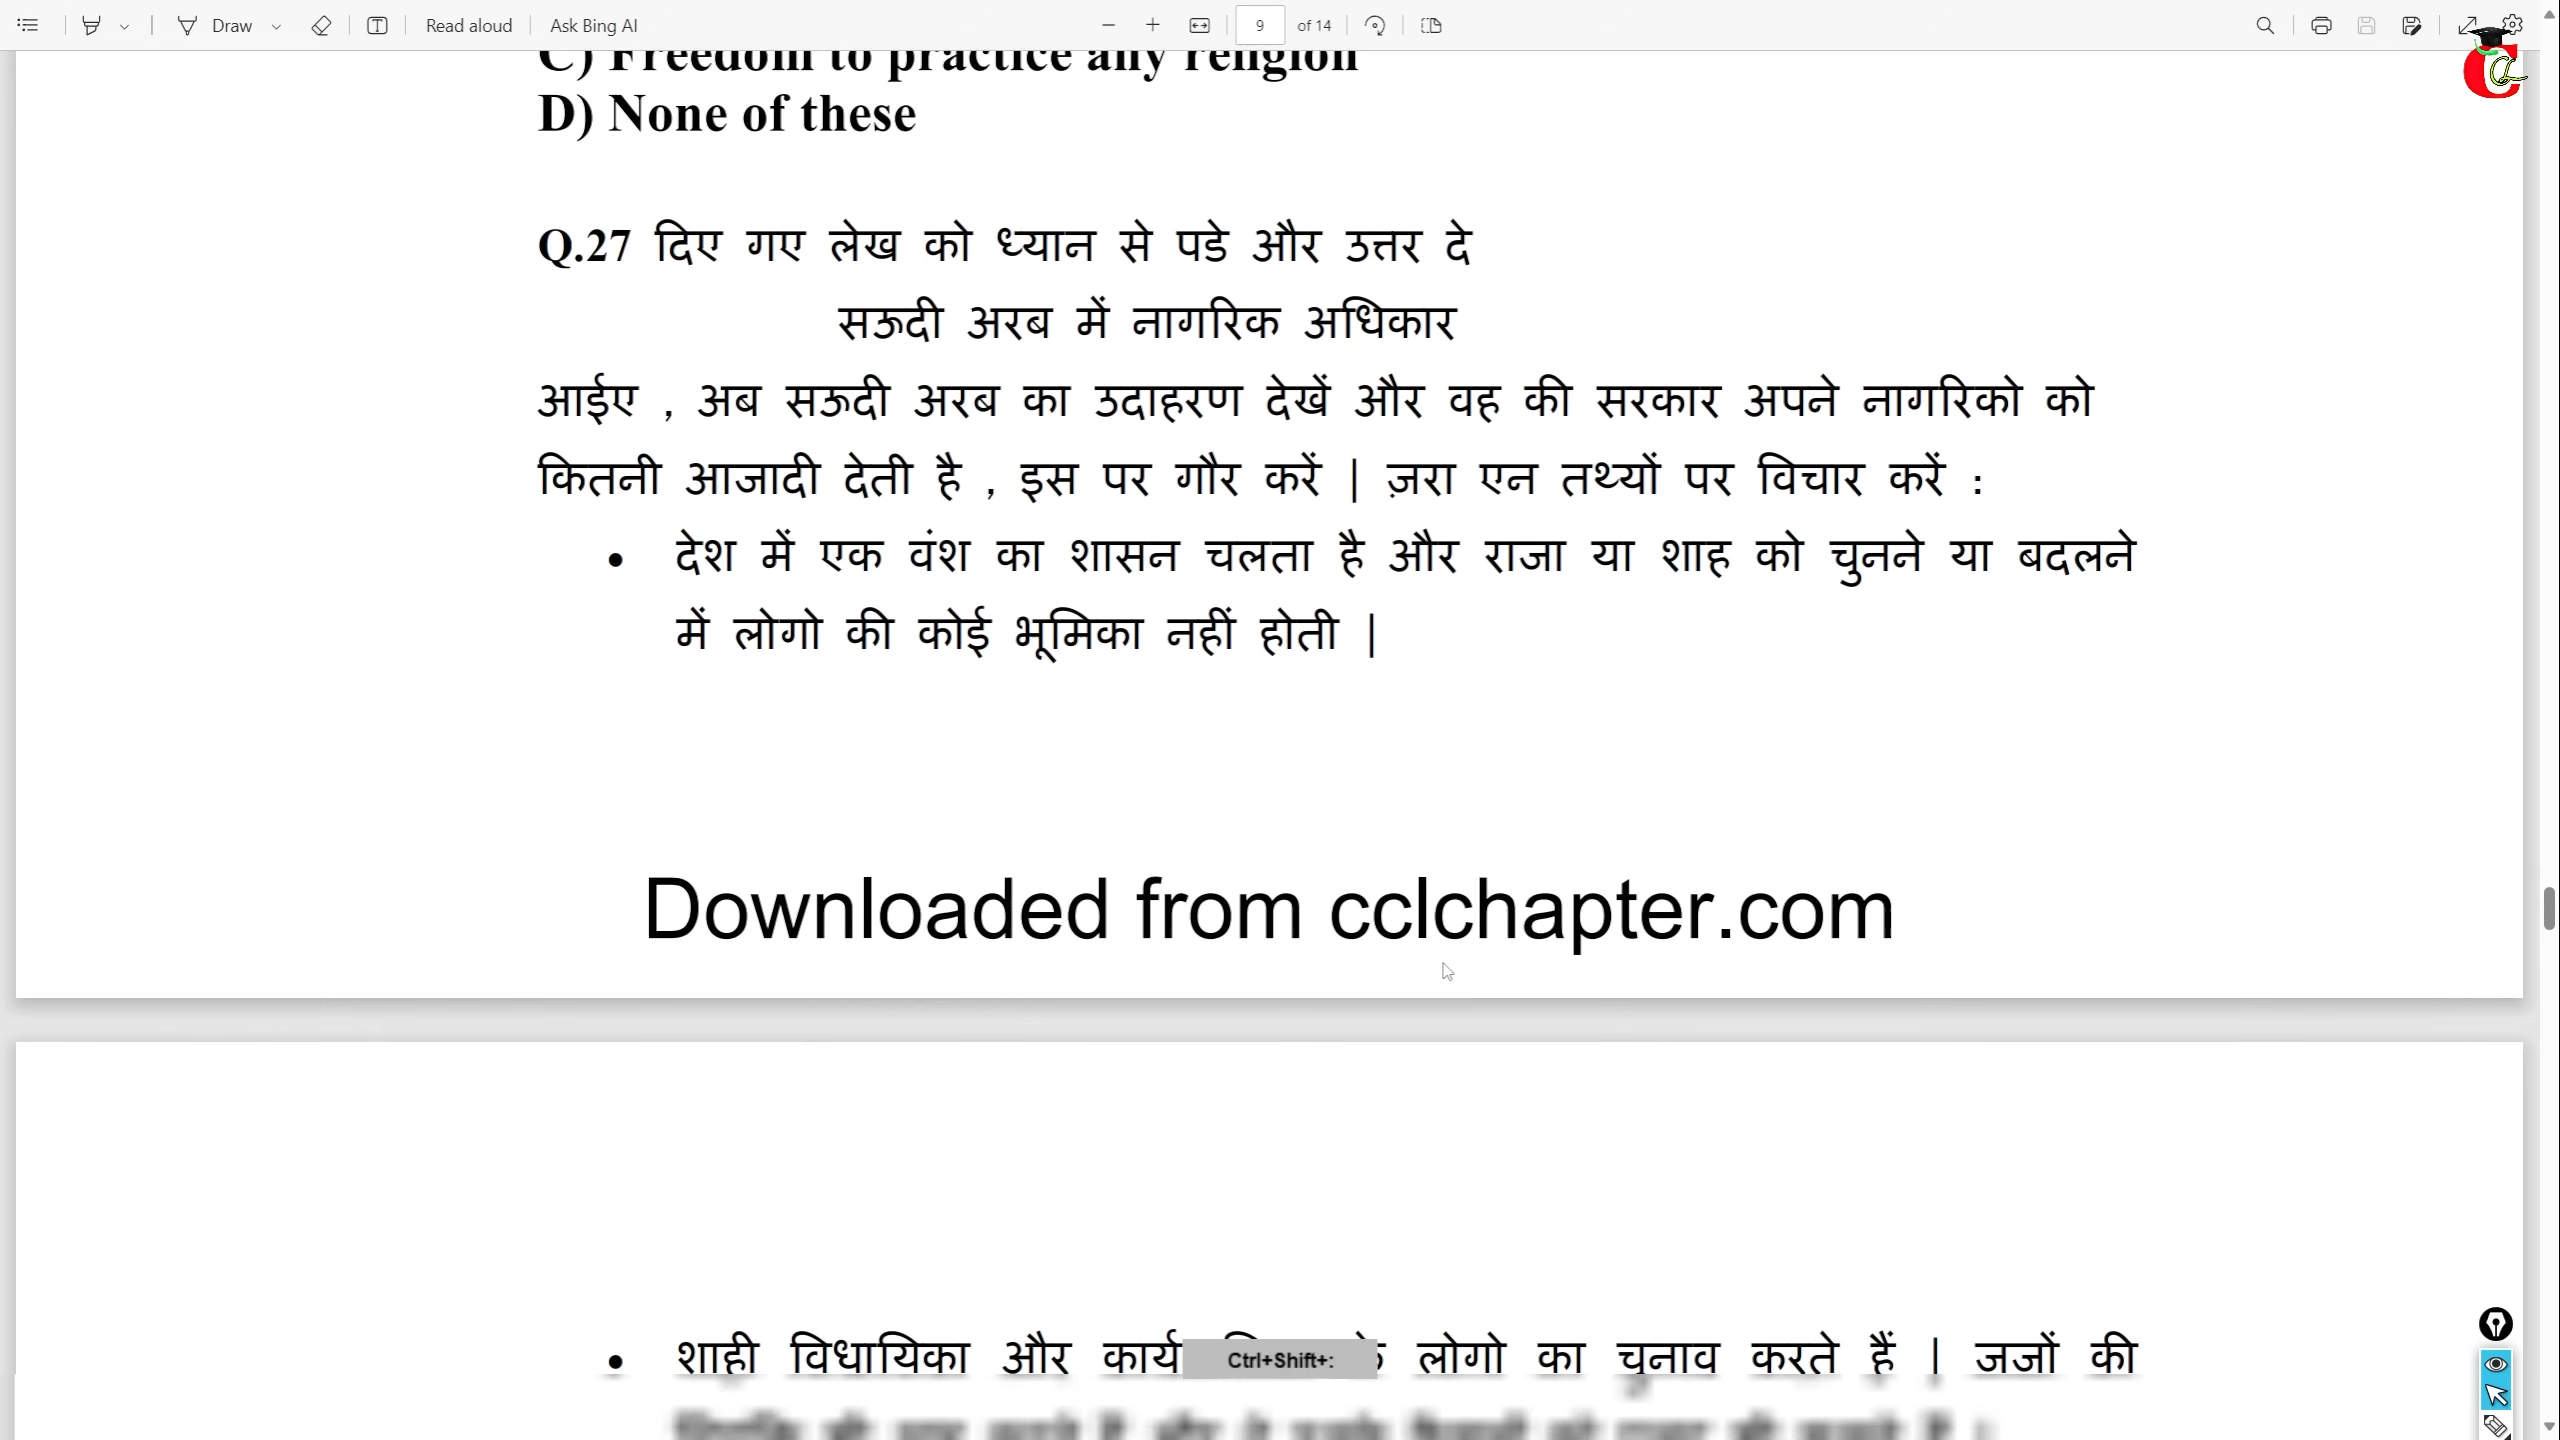 Draw
Read aloud
Ask Bing AI
9 of 14
C) Freedom to practice any religion
D) None of these
Q.27 दिए गए लेख को ध्यान से पडे और उत्तर दे
सऊदी अरब में नागरिक अधिकार
आईए , अब सऊदी अरब का उदाहरण देखें और वह की सरकार अपने नागरिको को
कितनी आजादी देती है , इस पर गौर करें | ज़रा एन तथ्यों पर विचार करें :
• देश में एक वंश का शासन चलता है और राजा या शाह को चुनने या बदलने
में लोगो की कोई भूमिका नहीं होती |
Downloaded from cclchapter.com
• शाही विधायिका और लोगो का चुनाव करते हैं | जजों की
Ctrl+Shift+: